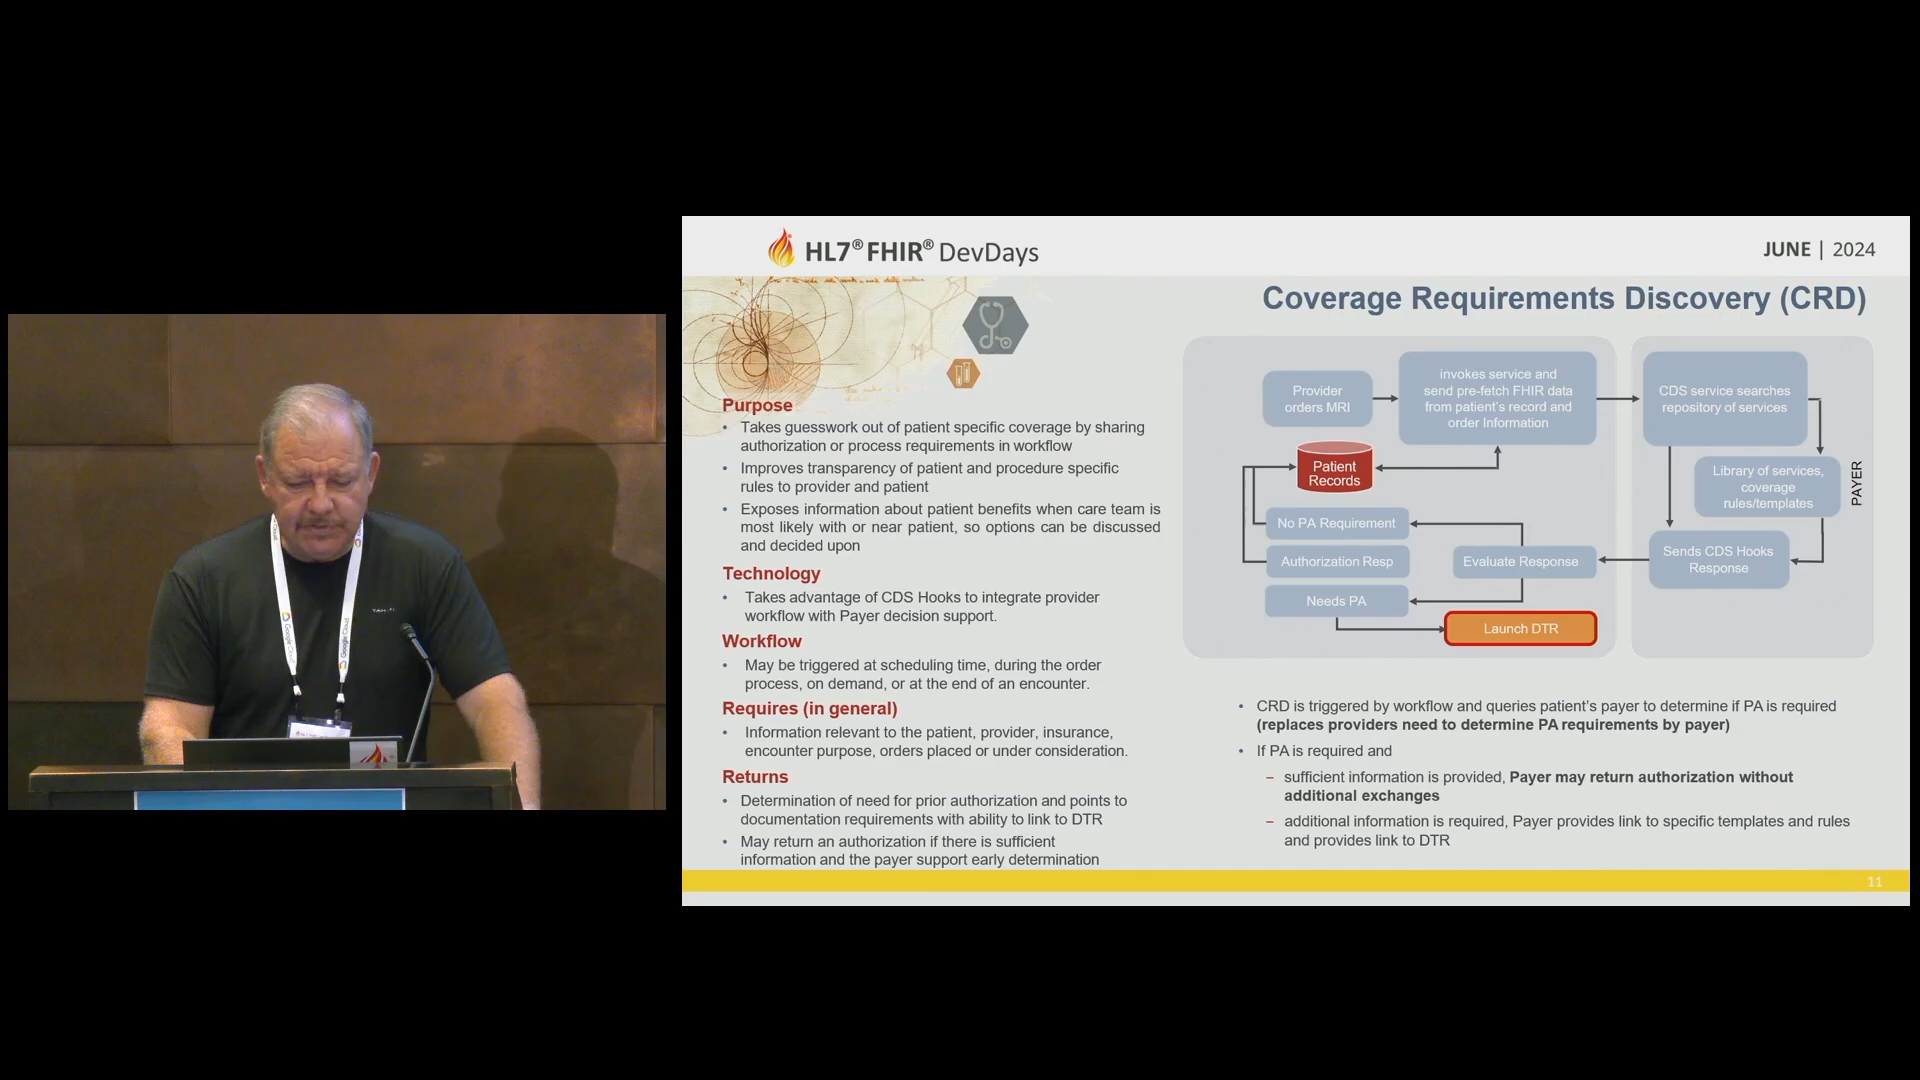 HL7® FHIR® DevDays
JUNE | 2024
Coverage Requirements Discovery (CRD)
Purpose
• Takes guesswork out of patient specific coverage by sharing
authorization or process requirements in workflow
• Improves transparency of patient and procedure specific
rules to provider and patient
• Exposes information about patient benefits when care team is
most likely with or near patient, so options can be discussed
and decided upon
Technology
• Takes advantage of CDS Hooks to integrate provider
workflow with Payer decision support.
Workflow
• May be triggered at scheduling time, during the order
process, on demand, or at the end of an encounter.
Requires (in general)
• Information relevant to the patient, provider, insurance,
encounter purpose, orders placed or under consideration.
Returns
• Determination of need for prior authorization and points to
documentation requirements with ability to link to DTR
• May return an authorization if there is sufficient
information and the payer support early determination
Provider
orders MRI
invokes service and
send pre-fetch FHIR data
from patient's record and
order Information
CDS service searches
repository of services
Patient
Records
Library of services,
coverage
rules/templates
PAYER
No PA Requirement
Authorization Resp
Evaluate Response
Sends CDS Hooks
Response
Needs PA
Launch DTR
• CRD is triggered by workflow and queries patient's payer to determine if PA is required
(replaces providers need to determine PA requirements by payer)
• If PA is required and
– sufficient information is provided, Payer may return authorization without
additional exchanges
– additional information is required, Payer provides link to specific templates and rules
and provides link to DTR
11
Google Cloud
Google Cloud